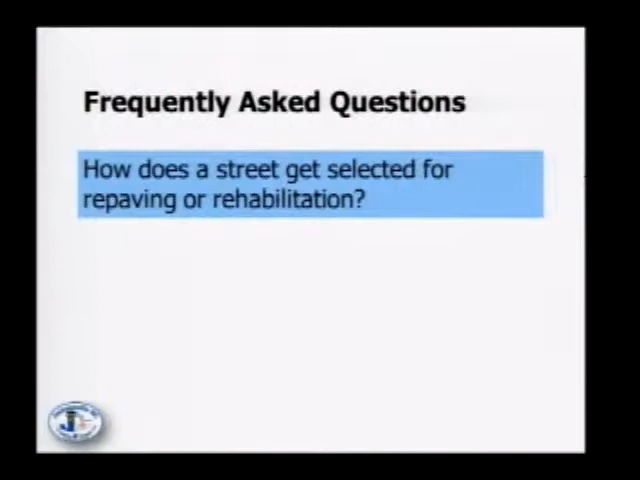 Frequently Asked Questions
How does a street get selected for
repaving or rehabilitation?